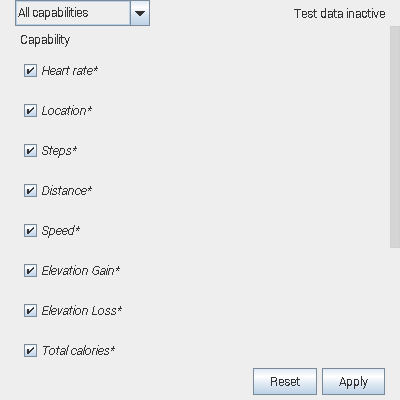 All capabilities
Test data inactive
Capability
Heart rate*
Location*
Steps*
Distance*
Speed*
Elevation Gain*
Elevation Loss*
Total calories*
Reset
Apply